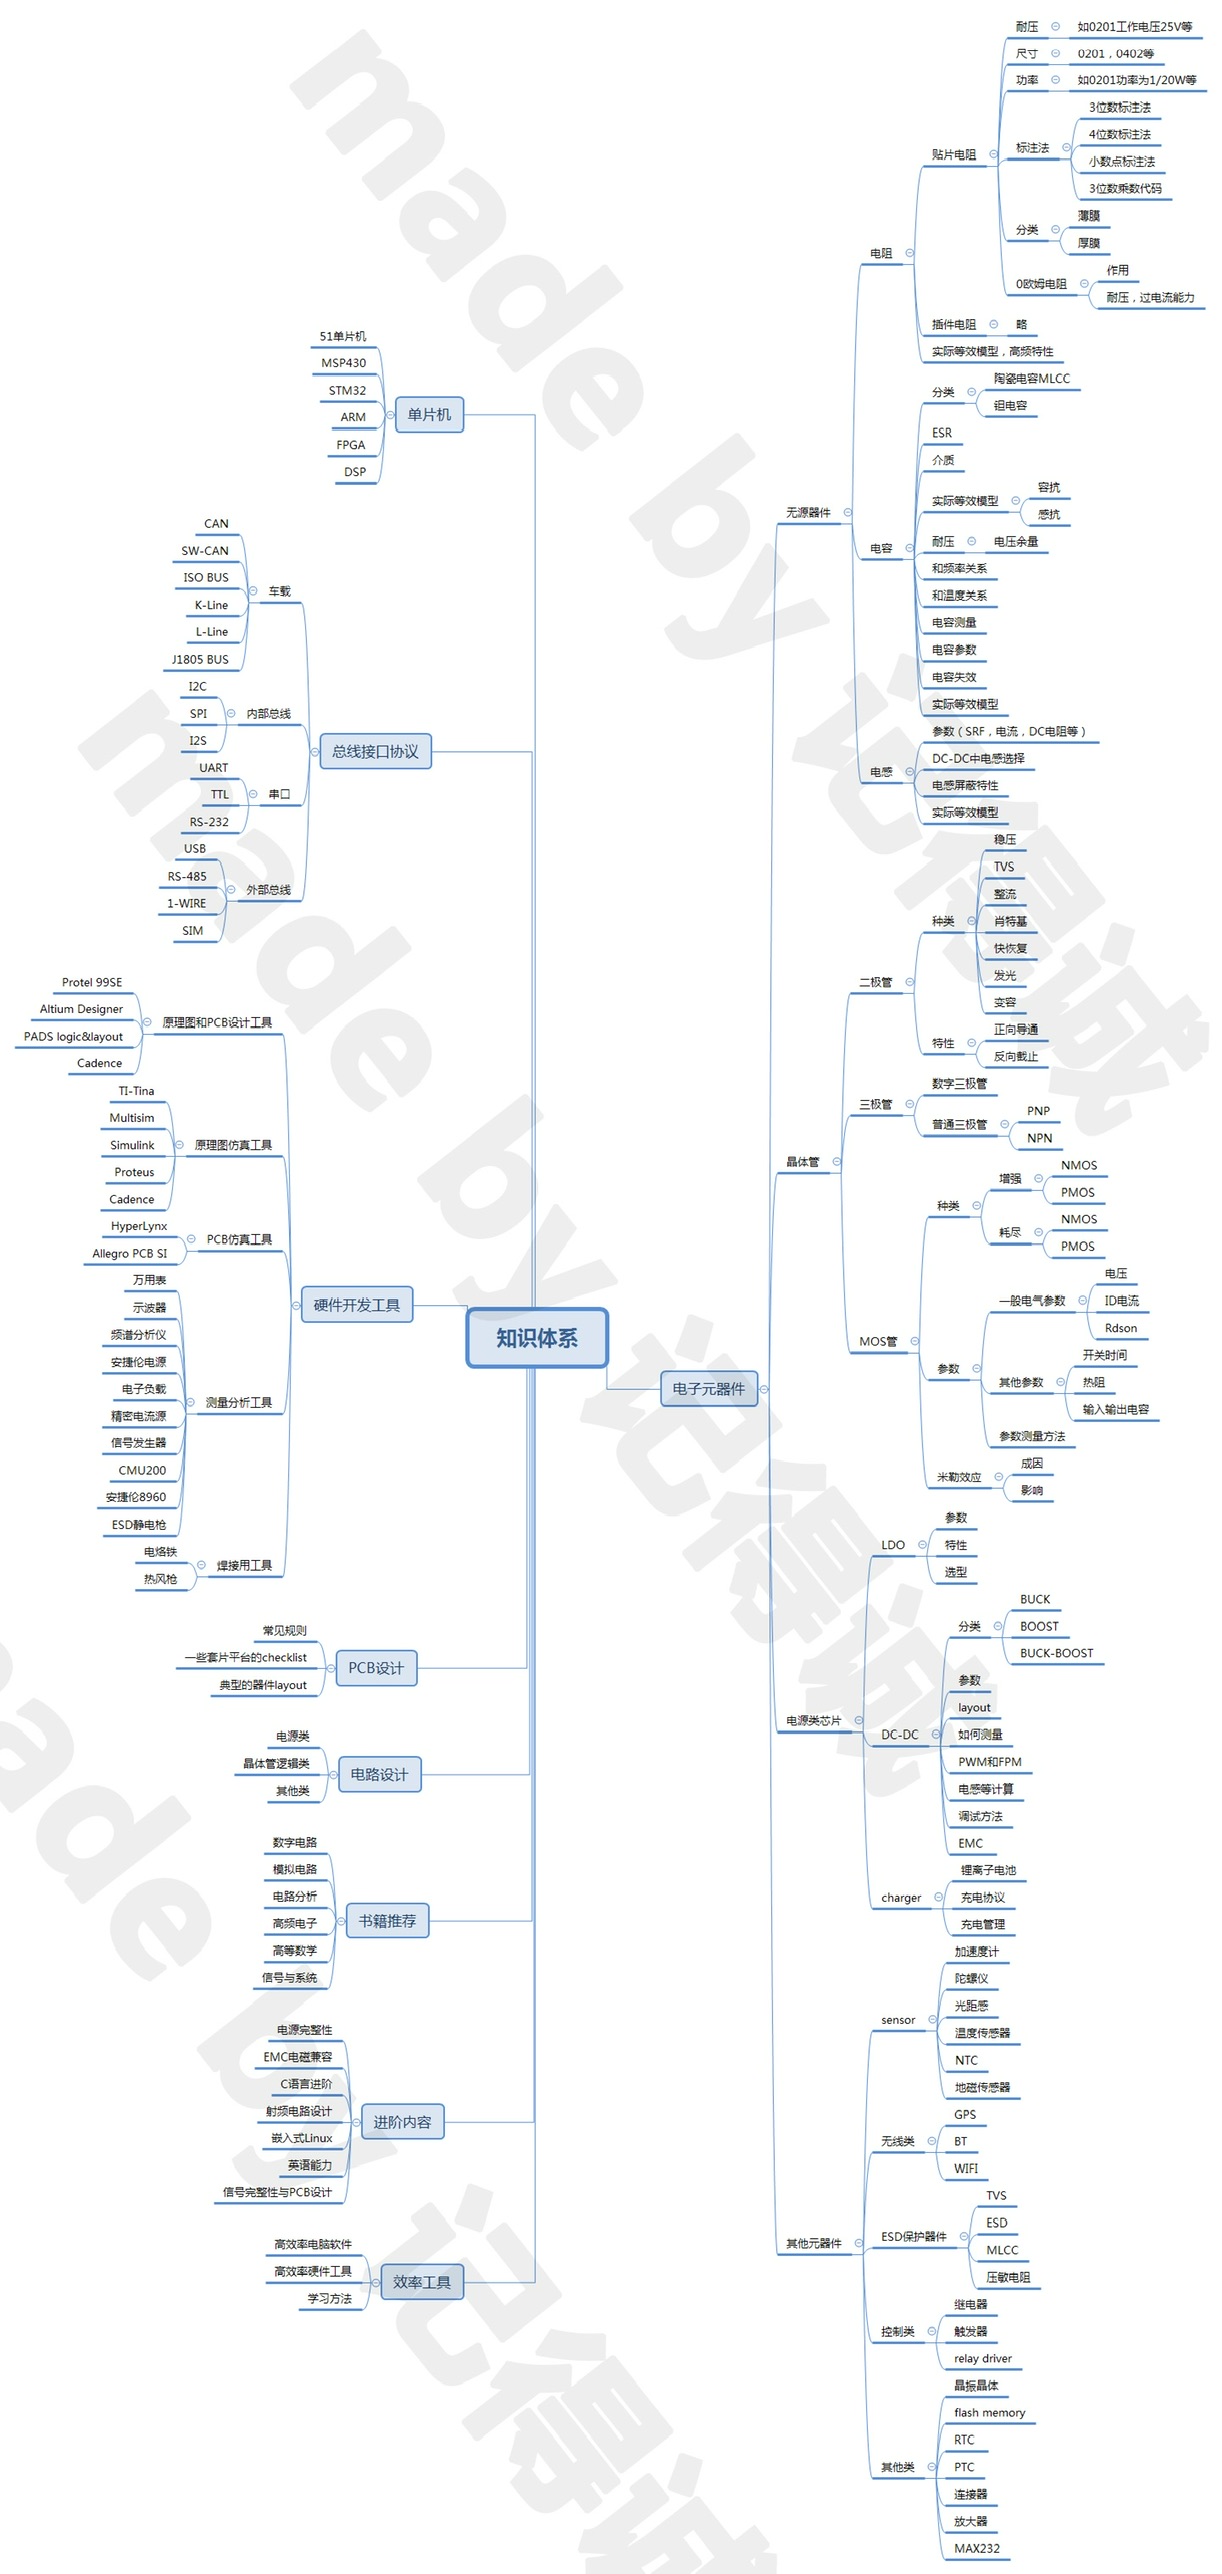 知识体系
单片机
51单片机
MSP430
STM32
ARM
FPGA
DSP
总线接口协议
车载
CAN
SW-CAN
ISO BUS
K-Line
L-Line
J1805 BUS
内部总线
I2C
SPI
I2S
串口
UART
TTL
RS-232
外部总线
USB
RS-485
1-WIRE
SIM
硬件开发工具
原理图和PCB设计工具
Protel 99SE
Altium Designer
PADS logic&layout
Cadence
原理图仿真工具
TI-Tina
Multisim
Simulink
Proteus
Cadence
PCB仿真工具
HyperLynx
Allegro PCB SI
测量分析工具
万用表
示波器
频谱分析仪
安捷伦电源
电子负载
精密电流源
信号发生器
CMU200
安捷伦8960
ESD静电枪
焊接用工具
电烙铁
热风枪
PCB设计
常见规则
一些套片平台的checklist
典型的器件layout
电路设计
电源类
晶体管逻辑类
其他类
书籍推荐
数字电路
模拟电路
电路分析
高频电子
高等数学
信号与系统
进阶内容
电源完整性
EMC电磁兼容
C语言进阶
射频电路设计
嵌入式Linux
英语能力
信号完整性与PCB设计
效率工具
高效率电脑软件
高效率硬件工具
学习方法
电子元器件
无源器件
电阻
贴片电阻
耐压
如0201工作电压25V等
尺寸
0201，0402等
功率
如0201功率为1/20W等
标注法
3位数标注法
4位数标注法
小数点标注法
3位数乘数代码
分类
薄膜
厚膜
0欧姆电阻
作用
耐压，过电流能力
插件电阻
略
实际等效模型，高频特性
电容
分类
陶瓷电容MLCC
钽电容
ESR
介质
实际等效模型
容抗
感抗
耐压
电压余量
和频率关系
和温度关系
电容测量
电容参数
电容失效
实际等效模型
电感
参数（SRF，电流，DC电阻等）
DC-DC中电感选择
电感屏蔽特性
实际等效模型
晶体管
二极管
种类
稳压
TVS
整流
肖特基
快恢复
发光
变容
特性
正向导通
反向截止
三极管
数字三极管
普通三极管
PNP
NPN
MOS管
种类
增强
NMOS
PMOS
耗尽
NMOS
PMOS
参数
一般电气参数
电压
ID电流
Rdson
其他参数
开关时间
热阻
输入输出电容
参数测量方法
米勒效应
成因
影响
电源类芯片
LDO
参数
特性
选型
DC-DC
分类
BUCK
BOOST
BUCK-BOOST
参数
layout
如何测量
PWM和FPM
电感等计算
调试方法
EMC
charger
锂离子电池
充电协议
充电管理
其他元器件
sensor
加速度计
陀螺仪
光距感
温度传感器
NTC
地磁传感器
无线类
GPS
BT
WIFI
ESD保护器件
TVS
ESD
MLCC
压敏电阻
控制类
继电器
触发器
relay driver
其他类
晶振晶体
flash memory
RTC
PTC
连接器
放大器
MAX232
made by 记得诚
made by 记得诚
made by 记得诚